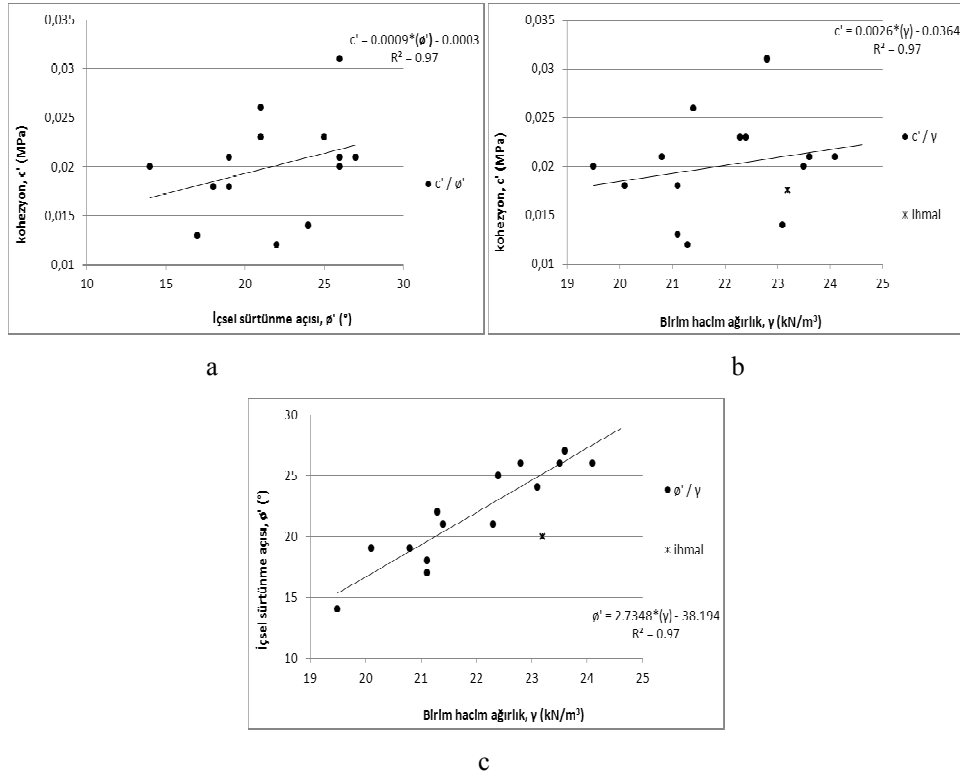 0,035
0,03
0,025
0,02
0,015
0,01
kohezyon, c' (MPa)
c' = 0.0009*(ø') - 0.0003
R² = 0.97
c' / ø'
10
15
20
25
30
İçsel sürtünme açısı, ø' (°)
a
0,035
0,03
0,025
0,02
0,015
0,01
kohezyon, c' (MPa)
c' = 0.0026*(γ) - 0.0364
R² = 0.97
c' / γ
ihmal
19
20
21
22
23
24
25
Birim hacim ağırlık, γ (kN/m³)
b
30
25
20
15
10
İçsel sürtünme açısı, ø' (°)
ø' / γ
ihmal
ø' = 2.7348*(γ) - 38.194
R² = 0.97
19
20
21
22
23
24
25
Birim hacim ağırlık, γ (kN/m³)
c